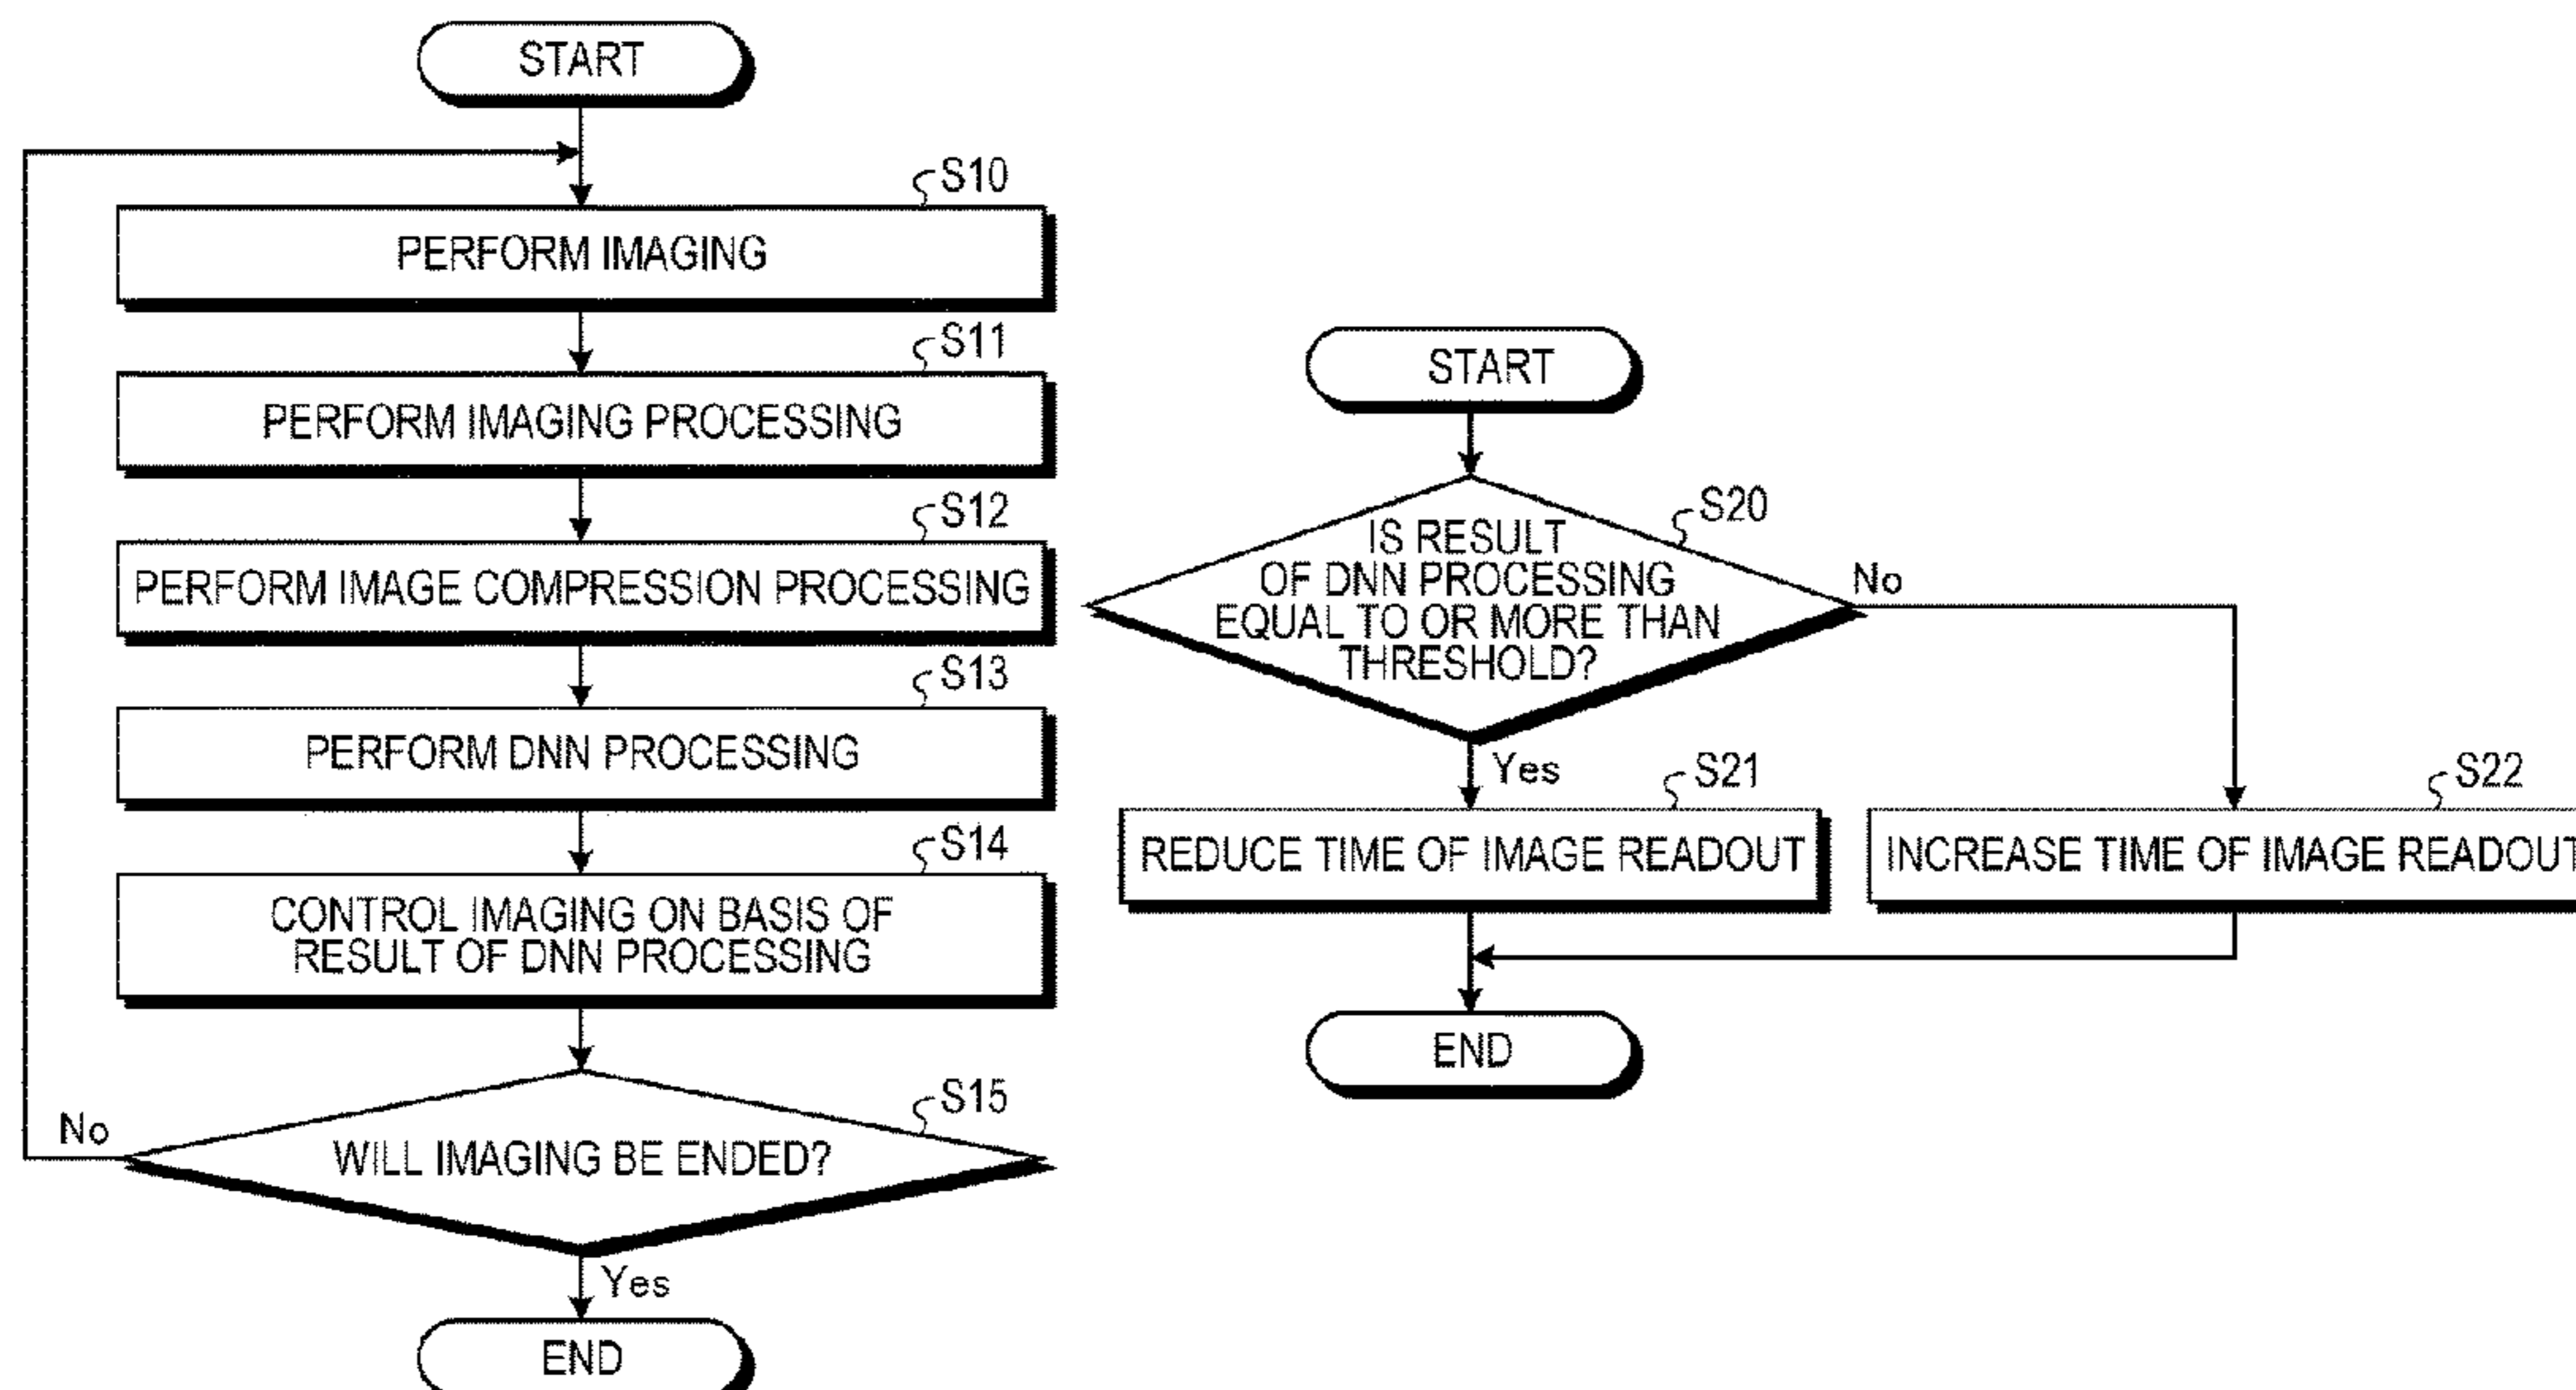 START
S10
PERFORM IMAGING
S11
PERFORM IMAGING PROCESSING
S12
PERFORM IMAGE COMPRESSION PROCESSING
S13
PERFORM DNN PROCESSING
S14
CONTROL IMAGING ON BASIS OF
RESULT OF DNN PROCESSING
S15
No
WILL IMAGING BE ENDED?
Yes
END
START
S20
IS RESULT
OF DNN PROCESSING
EQUAL TO OR MORE THAN
THRESHOLD?
No
Yes
S21
REDUCE TIME OF IMAGE READOUT
S22
INCREASE TIME OF IMAGE READOUT
END